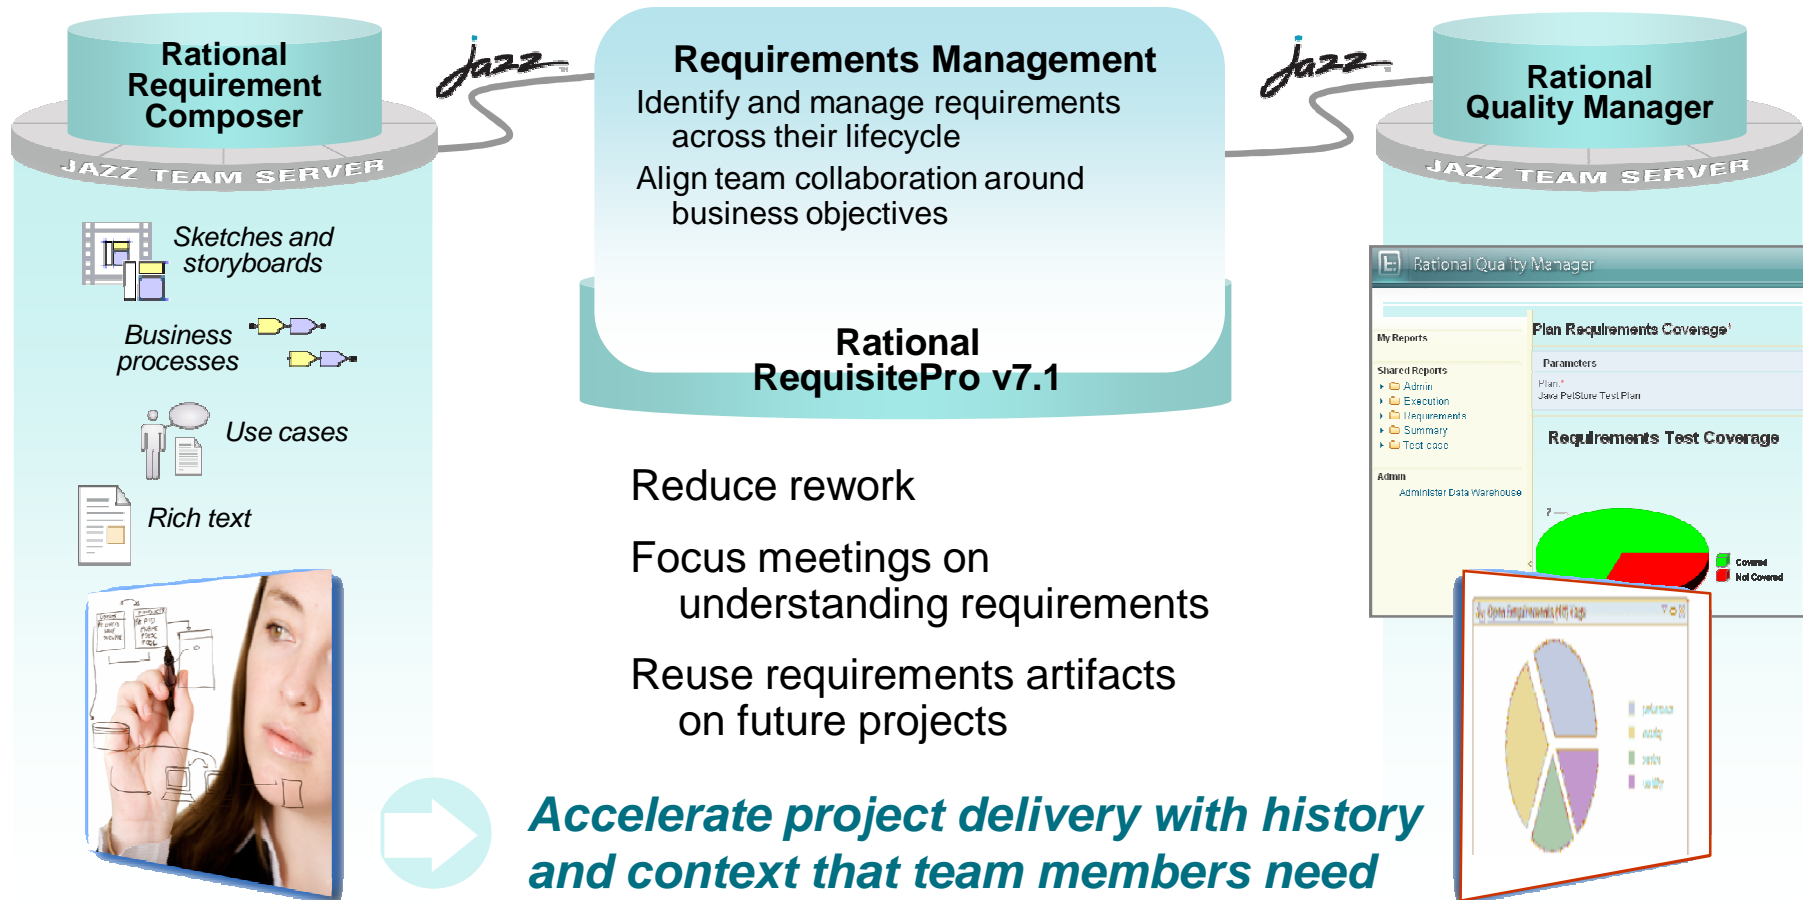 Rational
Requirement
Composer
JAZZ TEAM SERVER
Sketches and
storyboards
Business
processes
Use cases
Rich text
jazz
Requirements Management
Identify and manage requirements
across their lifecycle
Align team collaboration around
business objectives
Rational
RequisitePro v7.1
Reduce rework
Focus meetings on
understanding requirements
Reuse requirements artifacts
on future projects
Accelerate project delivery with history
and context that team members need
jazz
Rational
Quality Manager
JAZZ TEAM SERVER
Rational Quality Manager
My Reports
Shared Reports
Admin
Execution
Requirements
Summary
Test case
Admin
Administer Data Warehouse
Plan Requirements Coverage
Parameters
Plan:*
Java PetStore Test Plan
Requirements Test Coverage
7
Covered
Not Covered
Open Requirements